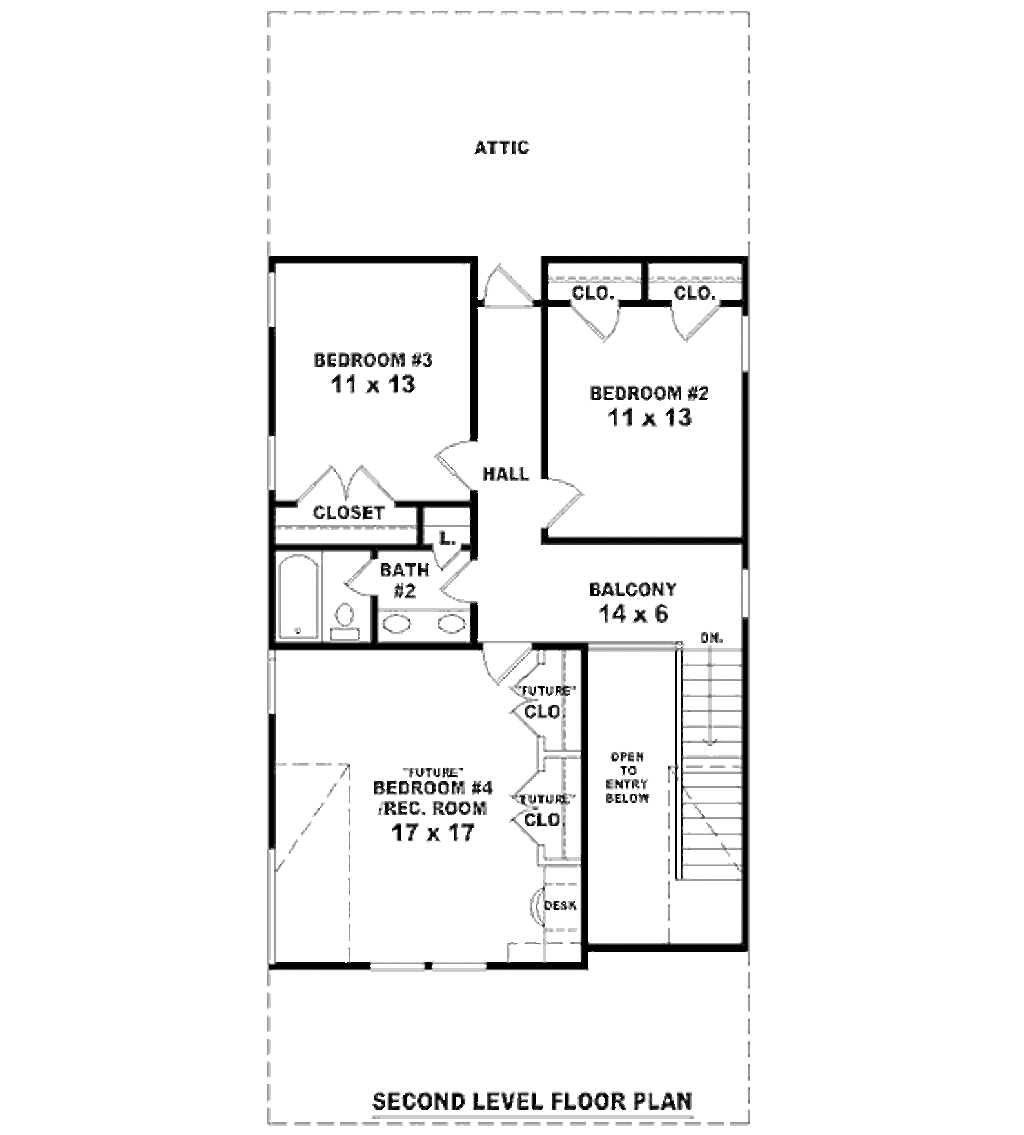 ATTIC
CLO.
CLO.
BEDROOM #3
11 x 13
BEDROOM #2
11 x 13
HALL
CLOSET
L.
BATH
#2
BALCONY
14 x 6
DN.
"FUTURE"
CLO.
OPEN
TO
ENTRY
BELOW
"FUTURE"
BEDROOM #4
/REC. ROOM
17 x 17
"FUTURE"
CLO.
DESK
SECOND LEVEL FLOOR PLAN